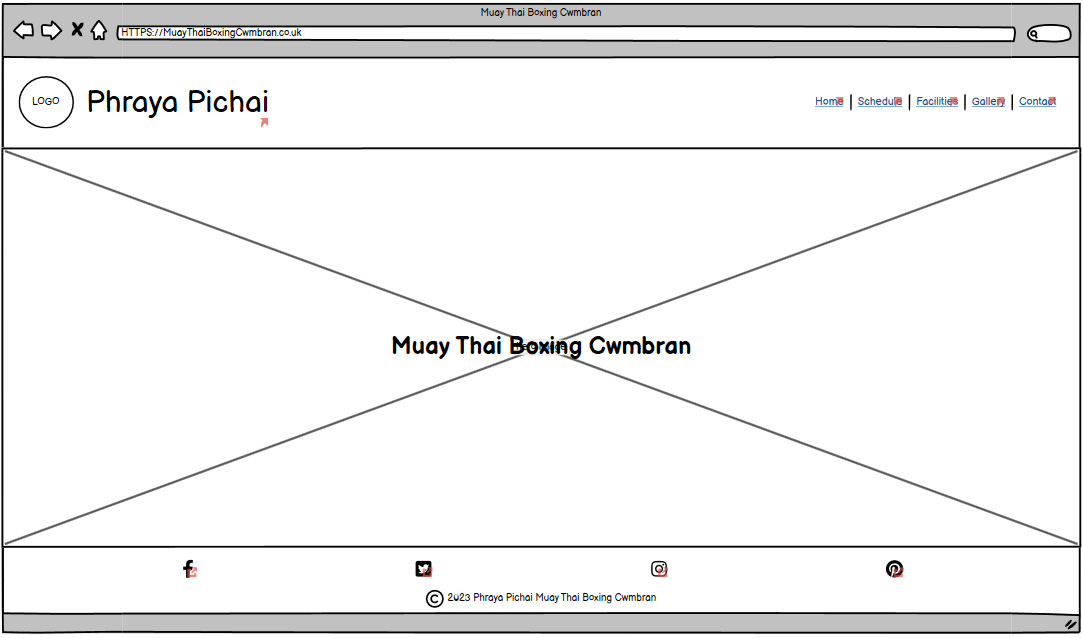 Muay Thai Boxing Cwmbran
HTTPS://MuayThaiBoxingCwmbran.co.uk
LOGO
Phraya Pichai
Home | Schedule | Facilities | Gallery | Contact
Muay Thai Boxing Cwmbran
© 2023 Phraya Pichai Muay Thai Boxing Cwmbran